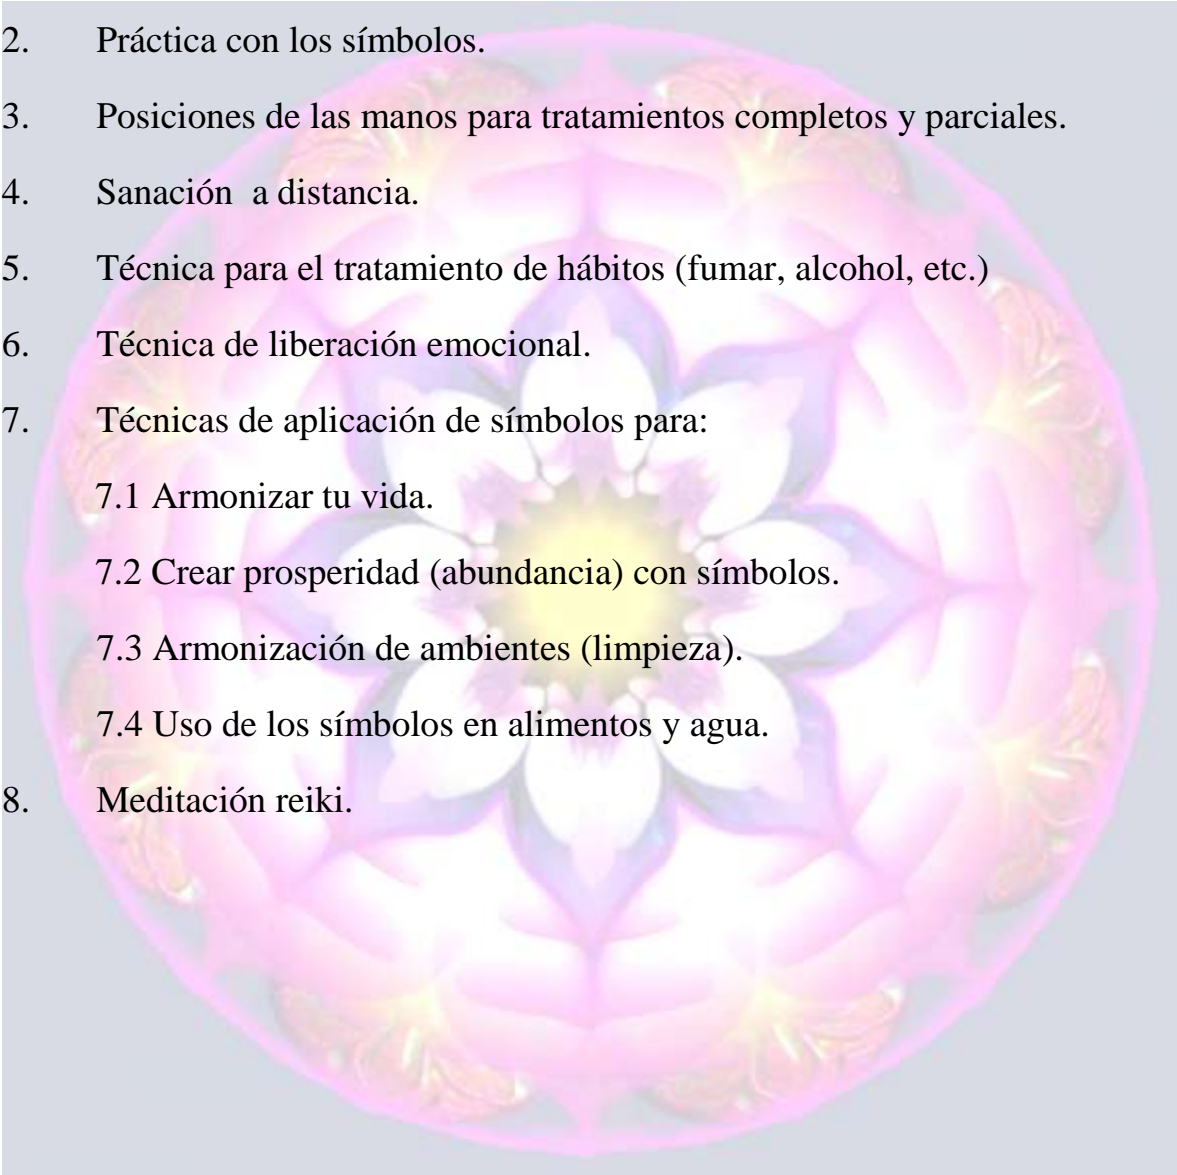 2. Práctica con los símbolos.
3. Posiciones de las manos para tratamientos completos y parciales.
4. Sanación  a distancia.
5. Técnica para el tratamiento de hábitos (fumar, alcohol, etc.)
6. Técnica de liberación emocional.
7. Técnicas de aplicación de símbolos para:
7.1 Armonizar tu vida.
7.2 Crear prosperidad (abundancia) con símbolos.
7.3 Armonización de ambientes (limpieza).
7.4 Uso de los símbolos en alimentos y agua.
8. Meditación reiki.